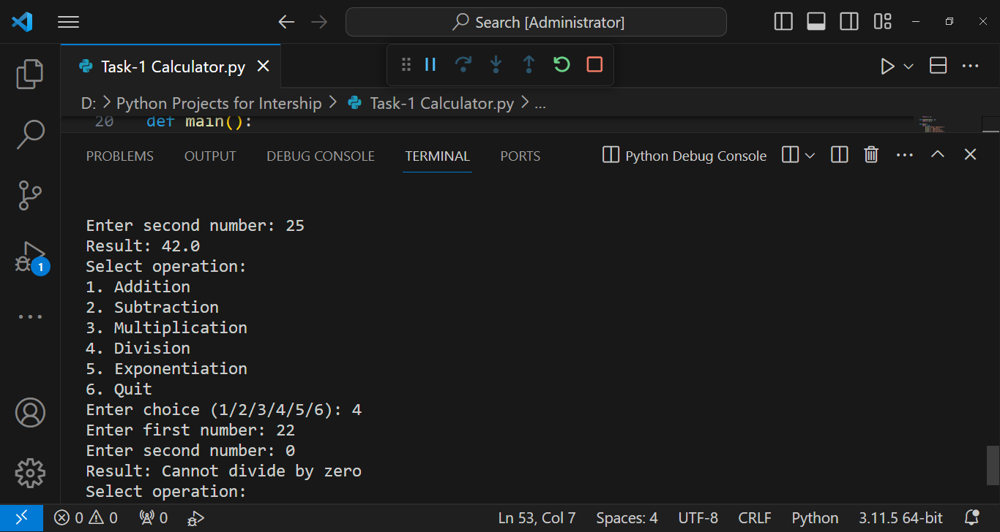 Search [Administrator]
Task-1 Calculator.py
D: > Python Projects for Intership > Task-1 Calculator.py > ...
20 def main():
PROBLEMS OUTPUT DEBUG CONSOLE TERMINAL PORTS Python Debug Console
Enter second number: 25
Result: 42.0
Select operation:
1. Addition
2. Subtraction
3. Multiplication
4. Division
5. Exponentiation
6. Quit
Enter choice (1/2/3/4/5/6): 4
Enter first number: 22
Enter second number: 0
Result: Cannot divide by zero
Select operation:
1
0 0 0 Ln 53, Col 7 Spaces: 4 UTF-8 CRLF Python 3.11.5 64-bit